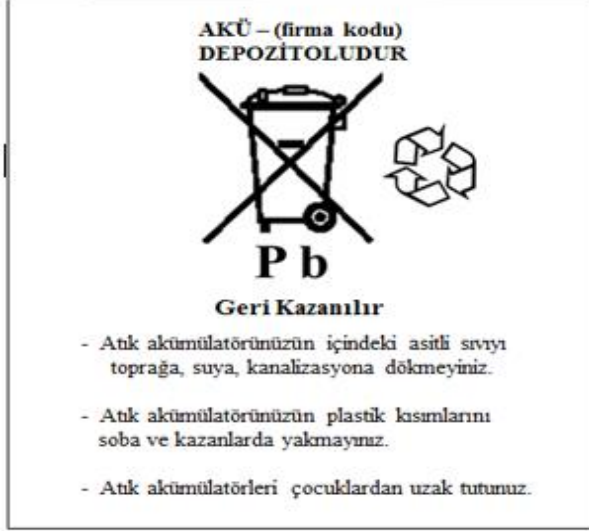 AKÜ – (firma kodu)
DEPOZİTOLUDUR
P b
Geri Kazanılır
- Atık akümülatörünüzün içindeki asitli sıvıyı
toprağa, suya, kanalizasyona dökmeyiniz.
- Atık akümülatörünüzün plastik kısımlarını
soba ve kazanlarda yakmayınız.
- Atık akümülatörleri çocuklardan uzak tutunuz.